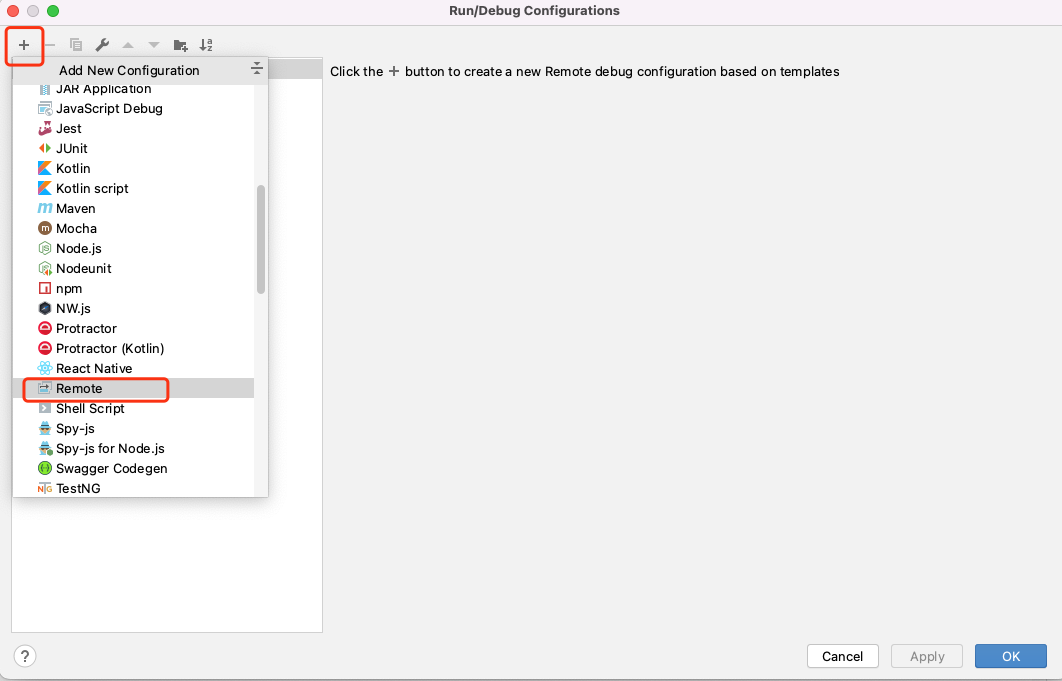 Run/Debug Configurations
Add New Configuration
Click the + button to create a new Remote debug configuration based on templates
JAR Application
JavaScript Debug
Jest
JUnit
Kotlin
Kotlin script
Maven
Mocha
Node.js
Nodeunit
npm
NW.js
Protractor
Protractor (Kotlin)
React Native
Remote
Shell Script
Spy-js
Spy-js for Node.js
Swagger Codegen
TestNG
?
Cancel
Apply
OK